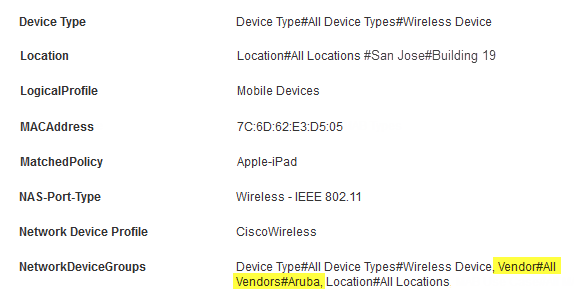 Device Type Device Type#All Device Types#Wireless Device
Location Location#All Locations #San Jose#Building 19
LogicalProfile Mobile Devices
MACAddress 7C:6D:62:E3:D5:05
MatchedPolicy Apple-iPad
NAS-Port-Type Wireless - IEEE 802.11
Network Device Profile CiscoWireless
NetworkDeviceGroups Device Type#All Device Types#Wireless Device, Vendor#All
Vendors#Aruba, Location#All Locations